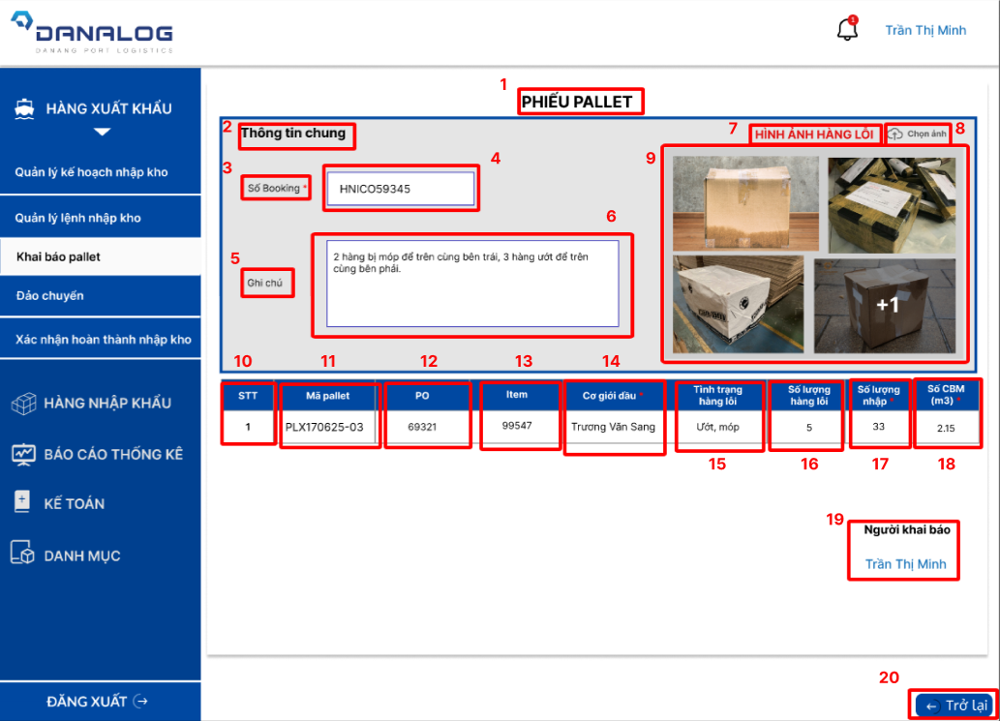 DANALOG
DANANG PORT LOGISTICS
1
Trần Thị Minh
HÀNG XUẤT KHẨU
Quản lý kế hoạch nhập kho
Quản lý lệnh nhập kho
Khai báo pallet
Đảo chuyển
Xác nhận hoàn thành nhập kho
HÀNG NHẬP KHẨU
BÁO CÁO THỐNG KÊ
KẾ TOÁN
DANH MỤC
ĐĂNG XUẤT
1
PHIẾU PALLET
2
Thông tin chung
7
HÌNH ẢNH HÀNG LỖI
Chọn ảnh
8
3
Số Booking *
4
HNICO59345
9
5
Ghi chú
6
2 hàng bị móp để trên cùng bên trái, 3 hàng ướt để trên
cùng bên phải.
+1
10 11 12 13 14
STT Mã pallet PO Item Cơ giới đầu * Tình trạng hàng lỗi Số lượng hàng lỗi Số lượng nhập * Số CBM (m3) *
1 PLX170625-03 69321 99547 Trương Văn Sang Ướt, móp 5 33 2.15
15 16 17 18
19
Người khai báo
Trần Thị Minh
20
Trở lại